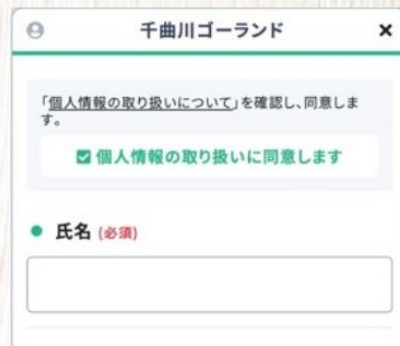 千曲川ゴーランド
「個人情報の取り扱いについて」を確認し、同意しま
す。
個人情報の取り扱いに同意します
氏名 (必須)